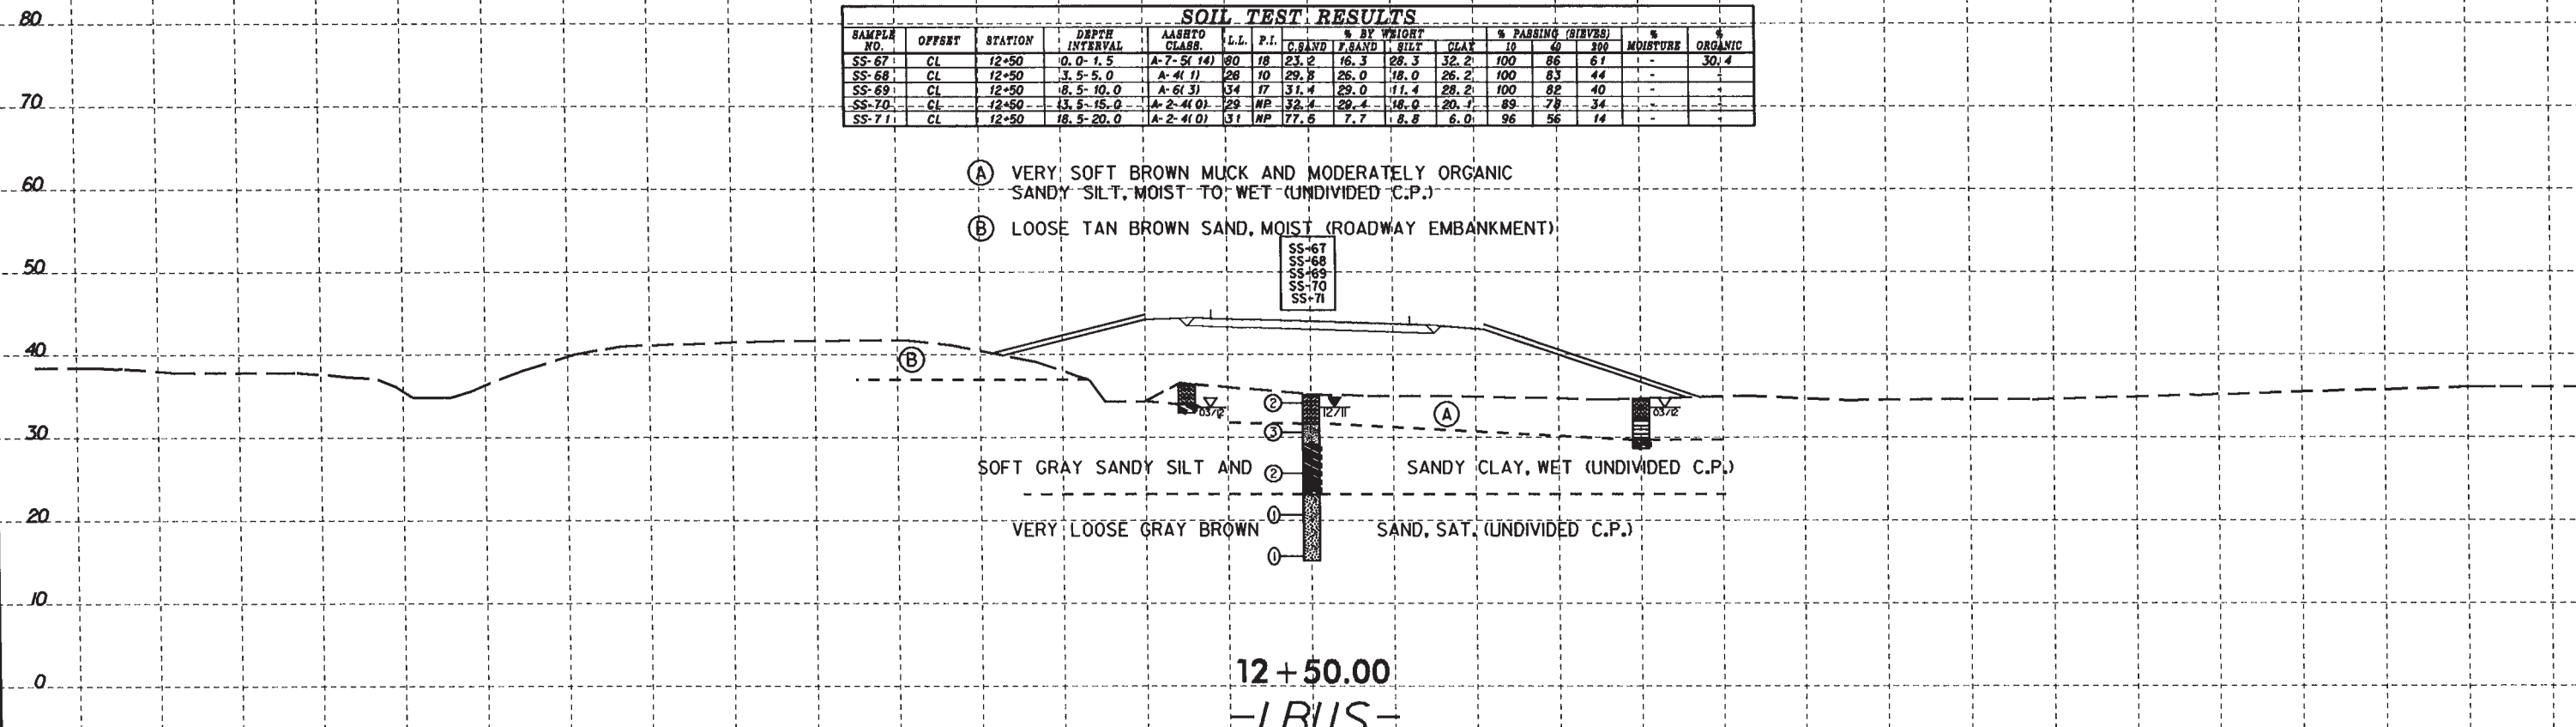 80
SOIL TEST RESULTS
SAMPLE NO. OFFSET STATION DEPTH INTERVAL AASHTO CLASS. L.L. P.I. % BY WEIGHT C.SAND F.SAND SILT CLAY % PASSING (SIEVES) 10 40 200 % MOISTURE % ORGANIC
SS-67 CL 12+50 0.0-1.5 A-7-5(14) 80 18 23.2 16.3 28.3 32.2 100 86 61 - 30.4
SS-68 CL 12+50 3.5-5.0 A-4(1) 28 10 29.8 26.0 18.0 26.2 100 83 44 - -
SS-69 CL 12+50 8.5-10.0 A-6(3) 34 17 31.4 29.0 11.4 28.2 100 82 40 - -
70
SS-70 CL 12+50 13.5-15.0 A-2-4(0) 29 NP 32.4 29.4 18.0 20.1 89 78 34 - -
SS-71 CL 12+50 18.5-20.0 A-2-4(0) 31 NP 77.5 7.7 8.8 6.0 96 56 14 - -
A VERY SOFT BROWN MUCK AND MODERATELY ORGANIC
60
SANDY SILT, MOIST TO WET (UNDIVIDED C.P.)
B LOOSE TAN BROWN SAND, MOIST (ROADWAY EMBANKMENT)
SS-67
SS-68
50
SS-69
SS-70
SS-71
40
B
2
03/12
12/11
A
03/12
30
3
SOFT GRAY SANDY SILT AND 2 SANDY CLAY, WET (UNDIVIDED C.P.)
20
1
VERY LOOSE GRAY BROWN SAND, SAT. (UNDIVIDED C.P.)
1
10
12+50.00
0
-LBUS-